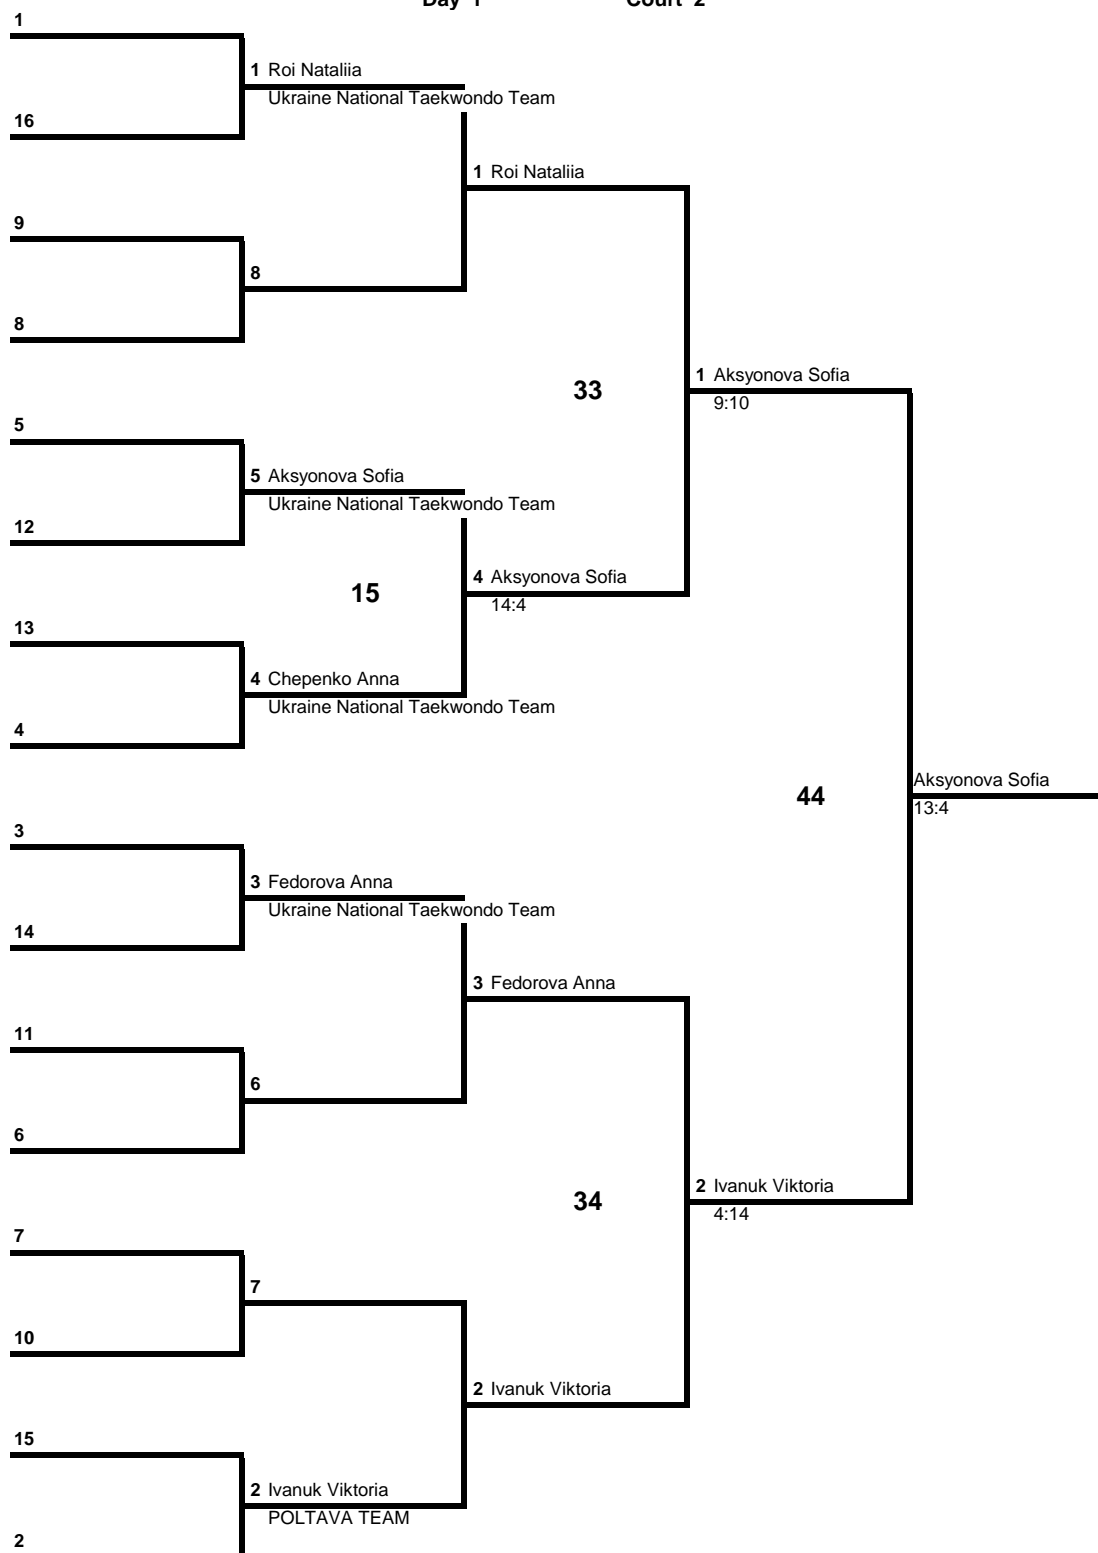 Day 1 Court 2
1
1 Roi Nataliia
Ukraine National Taekwondo Team
16
1 Roi Nataliia
9
8
8
33
1 Aksyonova Sofia
9:10
5
5 Aksyonova Sofia
Ukraine National Taekwondo Team
12
15
4 Aksyonova Sofia
14:4
13
4 Chepenko Anna
Ukraine National Taekwondo Team
4
44
Aksyonova Sofia
13:4
3
3 Fedorova Anna
Ukraine National Taekwondo Team
14
3 Fedorova Anna
11
6
6
34
2 Ivanuk Viktoria
4:14
7
7
10
2 Ivanuk Viktoria
15
2 Ivanuk Viktoria
POLTAVA TEAM
2